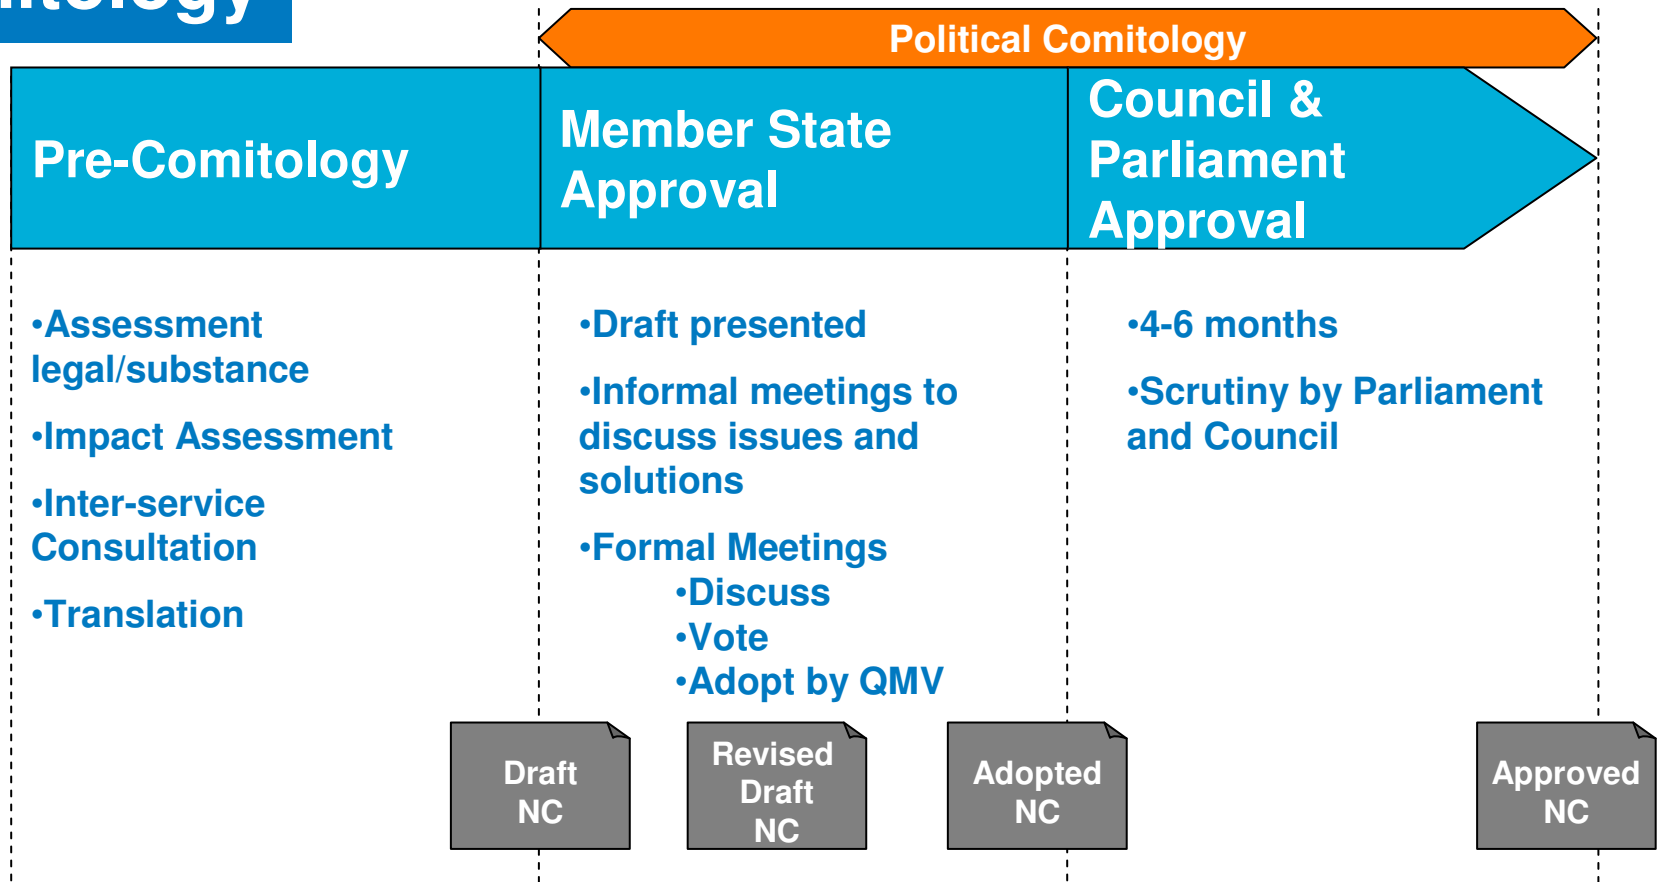 Political Comitology
Pre-Comitology
Member State
Approval
Council &
Parliament
Approval
•Assessment
legal/substance
•Impact Assessment
•Inter-service
Consultation
•Translation
•Draft presented
•Informal meetings to
discuss issues and
solutions
•Formal Meetings
•Discuss
•Vote
•Adopt by QMV
•4-6 months
•Scrutiny by Parliament
and Council
Draft
NC
Revised
Draft
NC
Adopted
NC
Approved
NC